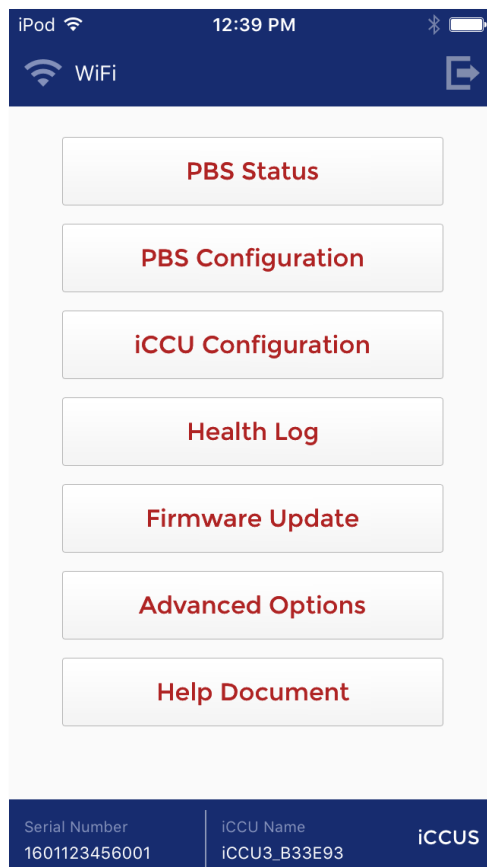 iPod 12:39 PM
WiFi
PBS Status
PBS Configuration
iCCU Configuration
Health Log
Firmware Update
Advanced Options
Help Document
Serial Number iCCU Name
1601123456001 iCCU3_B33E93
iCCUS